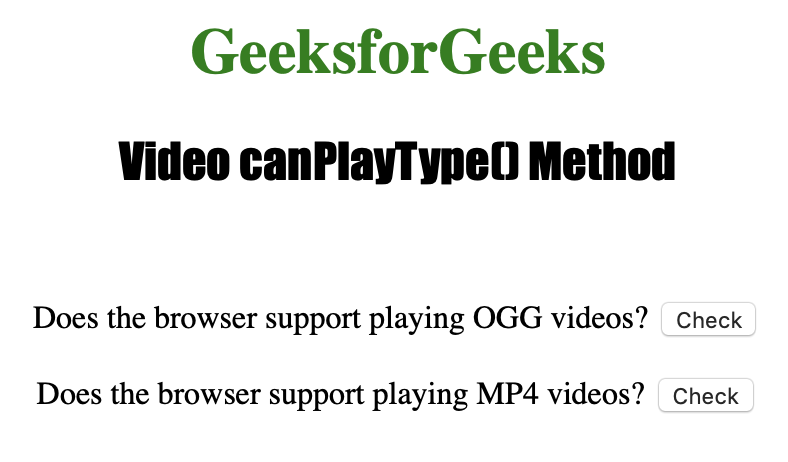 GeeksforGeeks
Video canPlayType() Method
Does the browser support playing OGG videos? Check
Does the browser support playing MP4 videos? Check